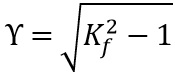 ϒ = √(K_f^2 − 1)